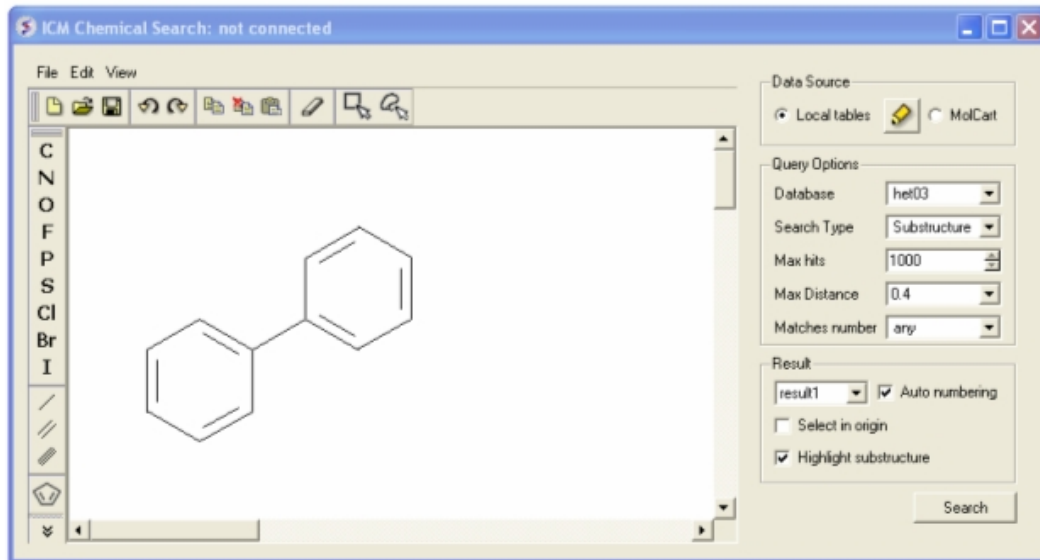 ICM Chemical Search: not connected
File Edit View
C
N
O
F
P
S
Cl
Br
I
Data Source
Local tables MolCart
Query Options
Database het03
Search Type Substructure
Max hits 1000
Max Distance 0.4
Matches number any
Result
result1 Auto numbering
Select in origin
Highlight substructure
Search